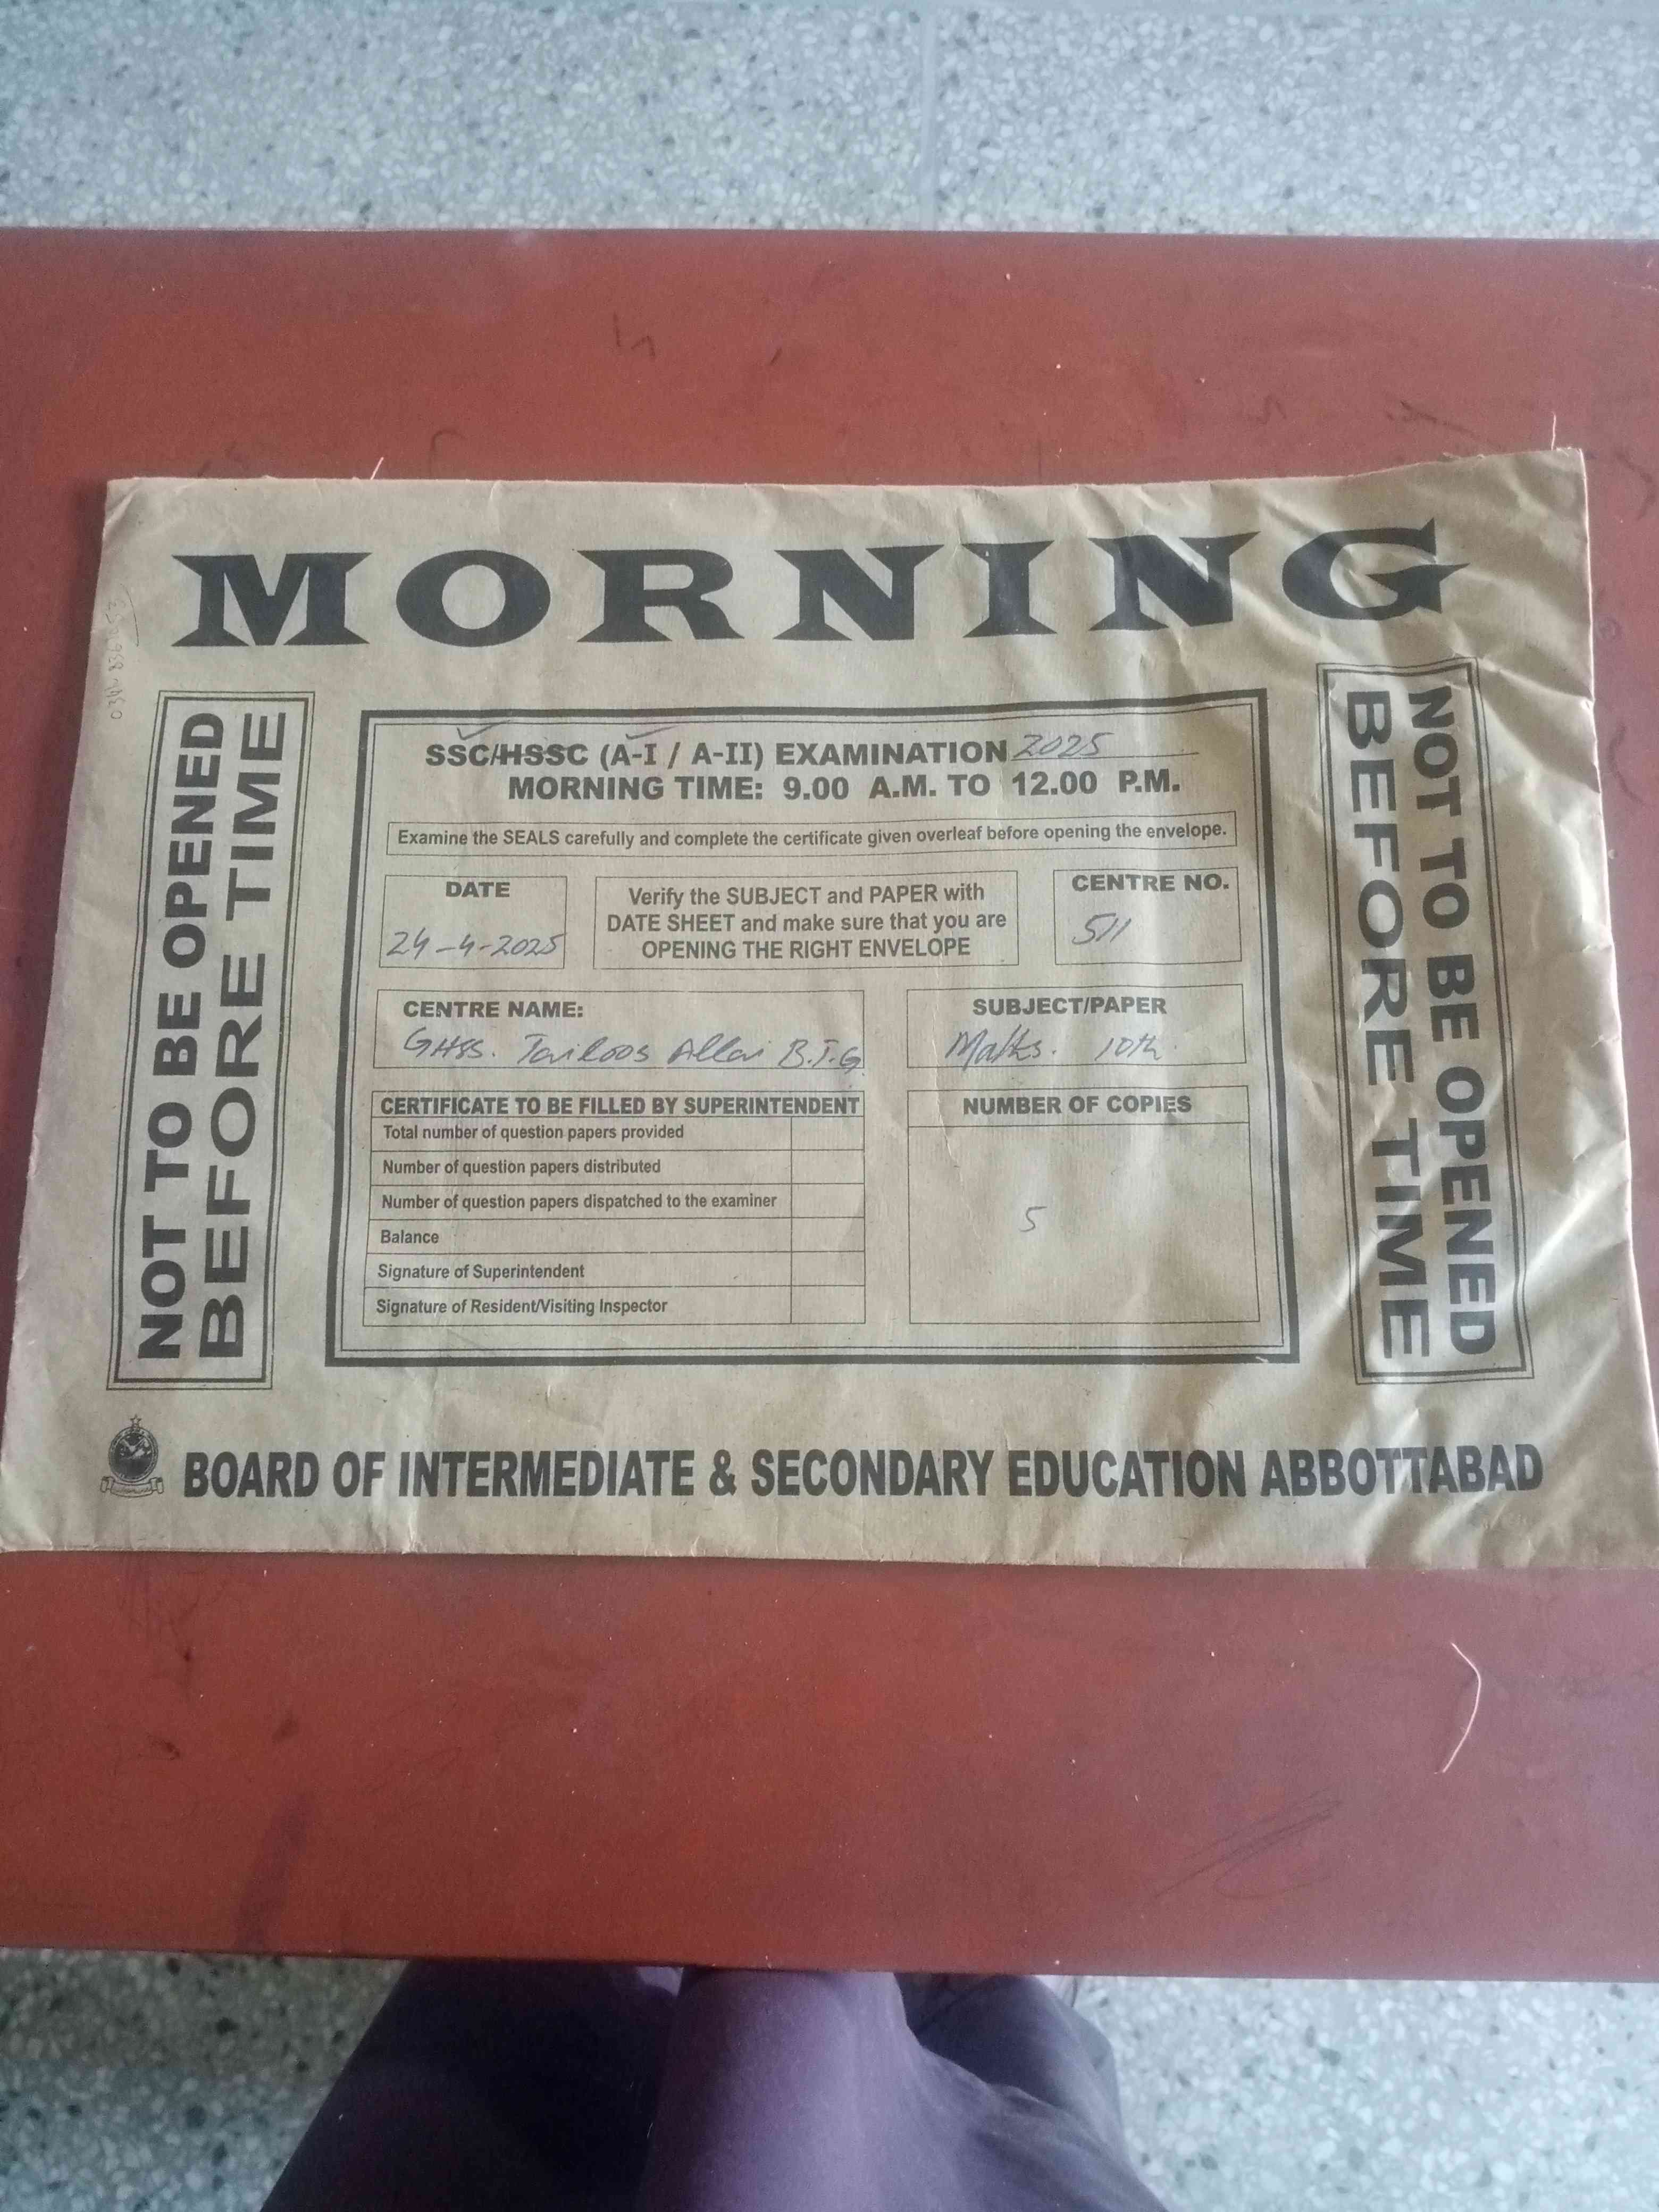 MORNING
NOT TO BE OPENED
BEFORE TIME
SSC/HSSC (A-I / A-II) EXAMINATION 2025
MORNING TIME: 9.00 A.M. TO 12.00 P.M.
Examine the SEALS carefully and complete the certificate given overleaf before opening the envelope.
DATE
24-4-2025
Verify the SUBJECT and PAPER with
DATE SHEET and make sure that you are
OPENING THE RIGHT ENVELOPE
CENTRE NO.
511
CENTRE NAME:
GHSS. Allai B.T.G
SUBJECT/PAPER
Maths. 10th.
CERTIFICATE TO BE FILLED BY SUPERINTENDENT
Total number of question papers provided
Number of question papers distributed
Number of question papers dispatched to the examiner
Balance
Signature of Superintendent
Signature of Resident/Visiting Inspector
NUMBER OF COPIES
5
NOT TO BE OPENED
BEFORE TIME
BOARD OF INTERMEDIATE & SECONDARY EDUCATION ABBOTTABAD